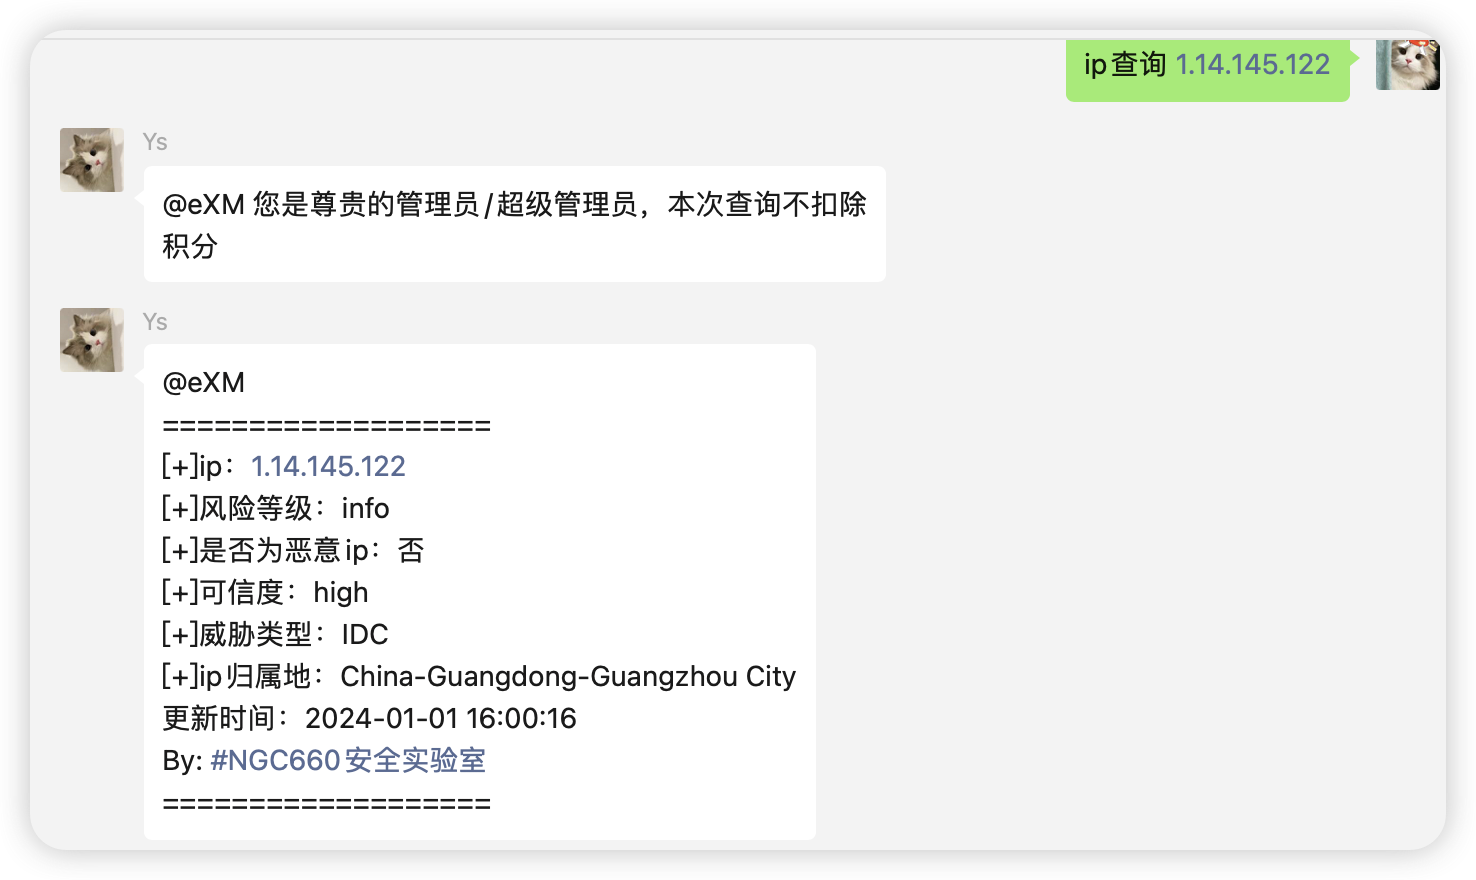 ip查询 1.14.145.122
Ys
@eXM 您是尊贵的管理员/超级管理员，本次查询不扣除
积分
Ys
@eXM
===================
[+]ip：1.14.145.122
[+]风险等级：info
[+]是否为恶意ip：否
[+]可信度：high
[+]威胁类型：IDC
[+]ip归属地：China-Guangdong-Guangzhou City
更新时间：2024-01-01 16:00:16
By: #NGC660安全实验室
===================